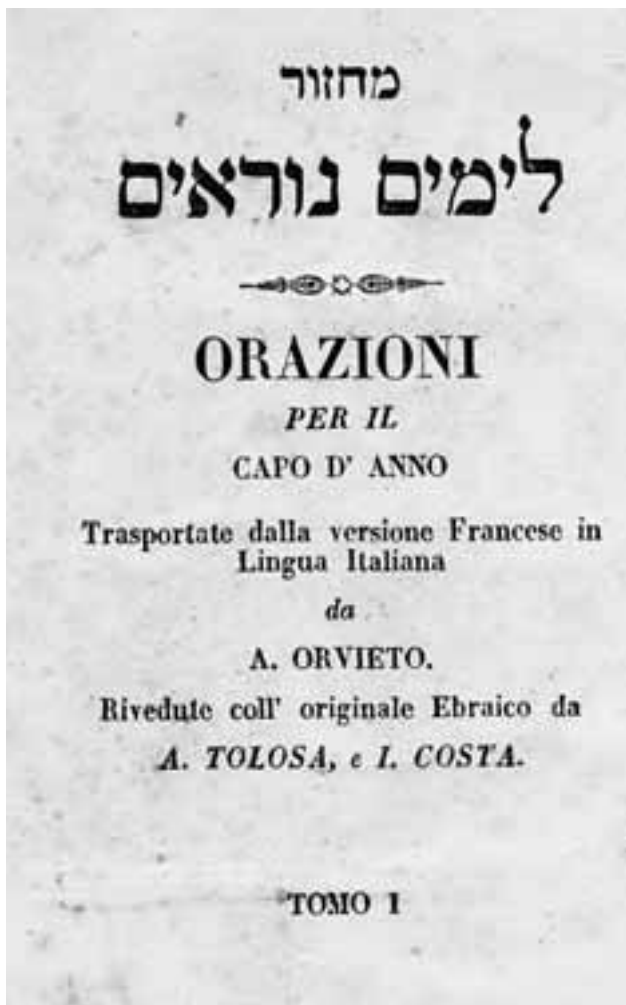 מחזור
לימים נוראים
ORAZIONI
PER IL
CAPO D' ANNO
Trasportate dalla versione Francese in
Lingua Italiana
da
A. ORVIETO.
Rivedute coll' originale Ebraico da
A. TOLOSA, e I. COSTA.
TOMO I